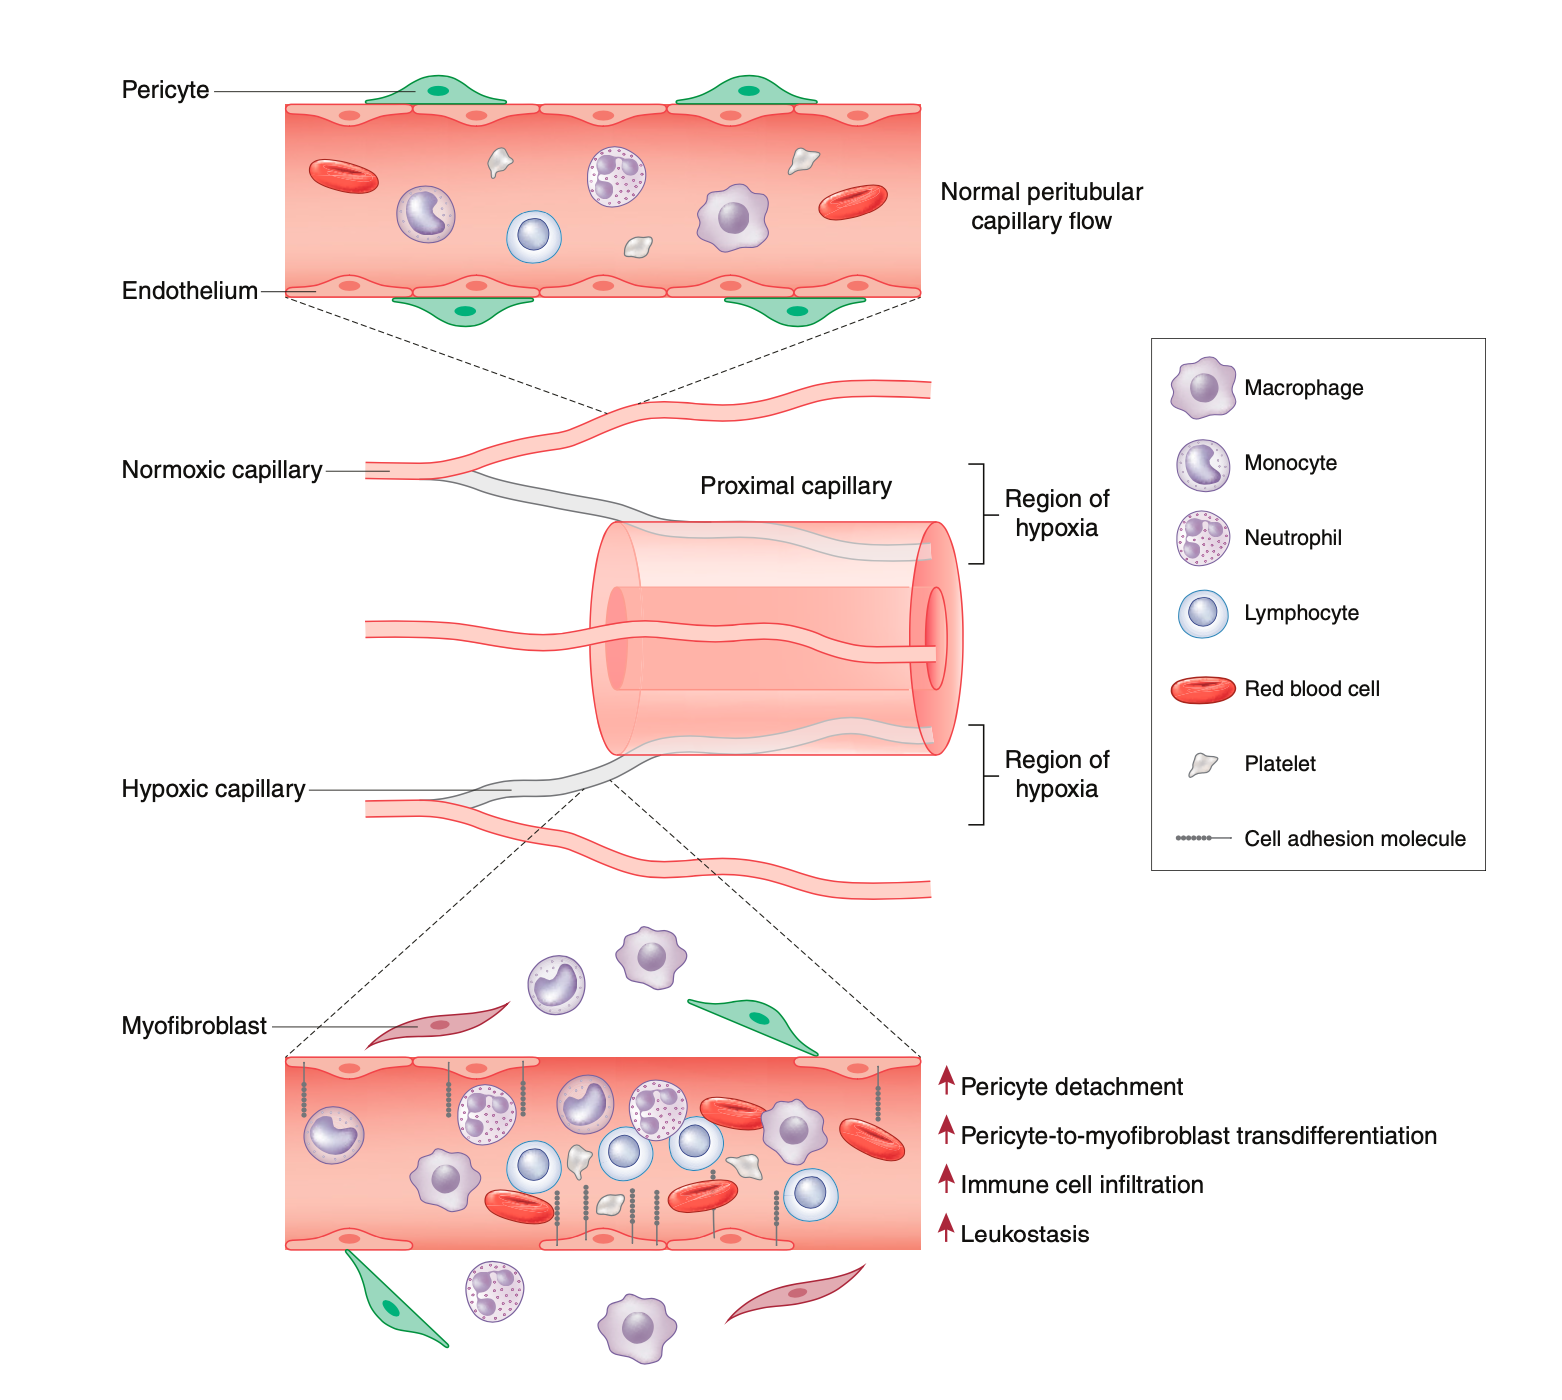 Pericyte
Normal peritubular
capillary flow
Endothelium
Normoxic capillary
Proximal capillary
Region of
hypoxia
Hypoxic capillary
Region of
hypoxia
Macrophage
Monocyte
Neutrophil
Lymphocyte
Red blood cell
Platelet
Cell adhesion molecule
Myofibroblast
Pericyte detachment
Pericyte-to-myofibroblast transdifferentiation
Immune cell infiltration
Leukostasis